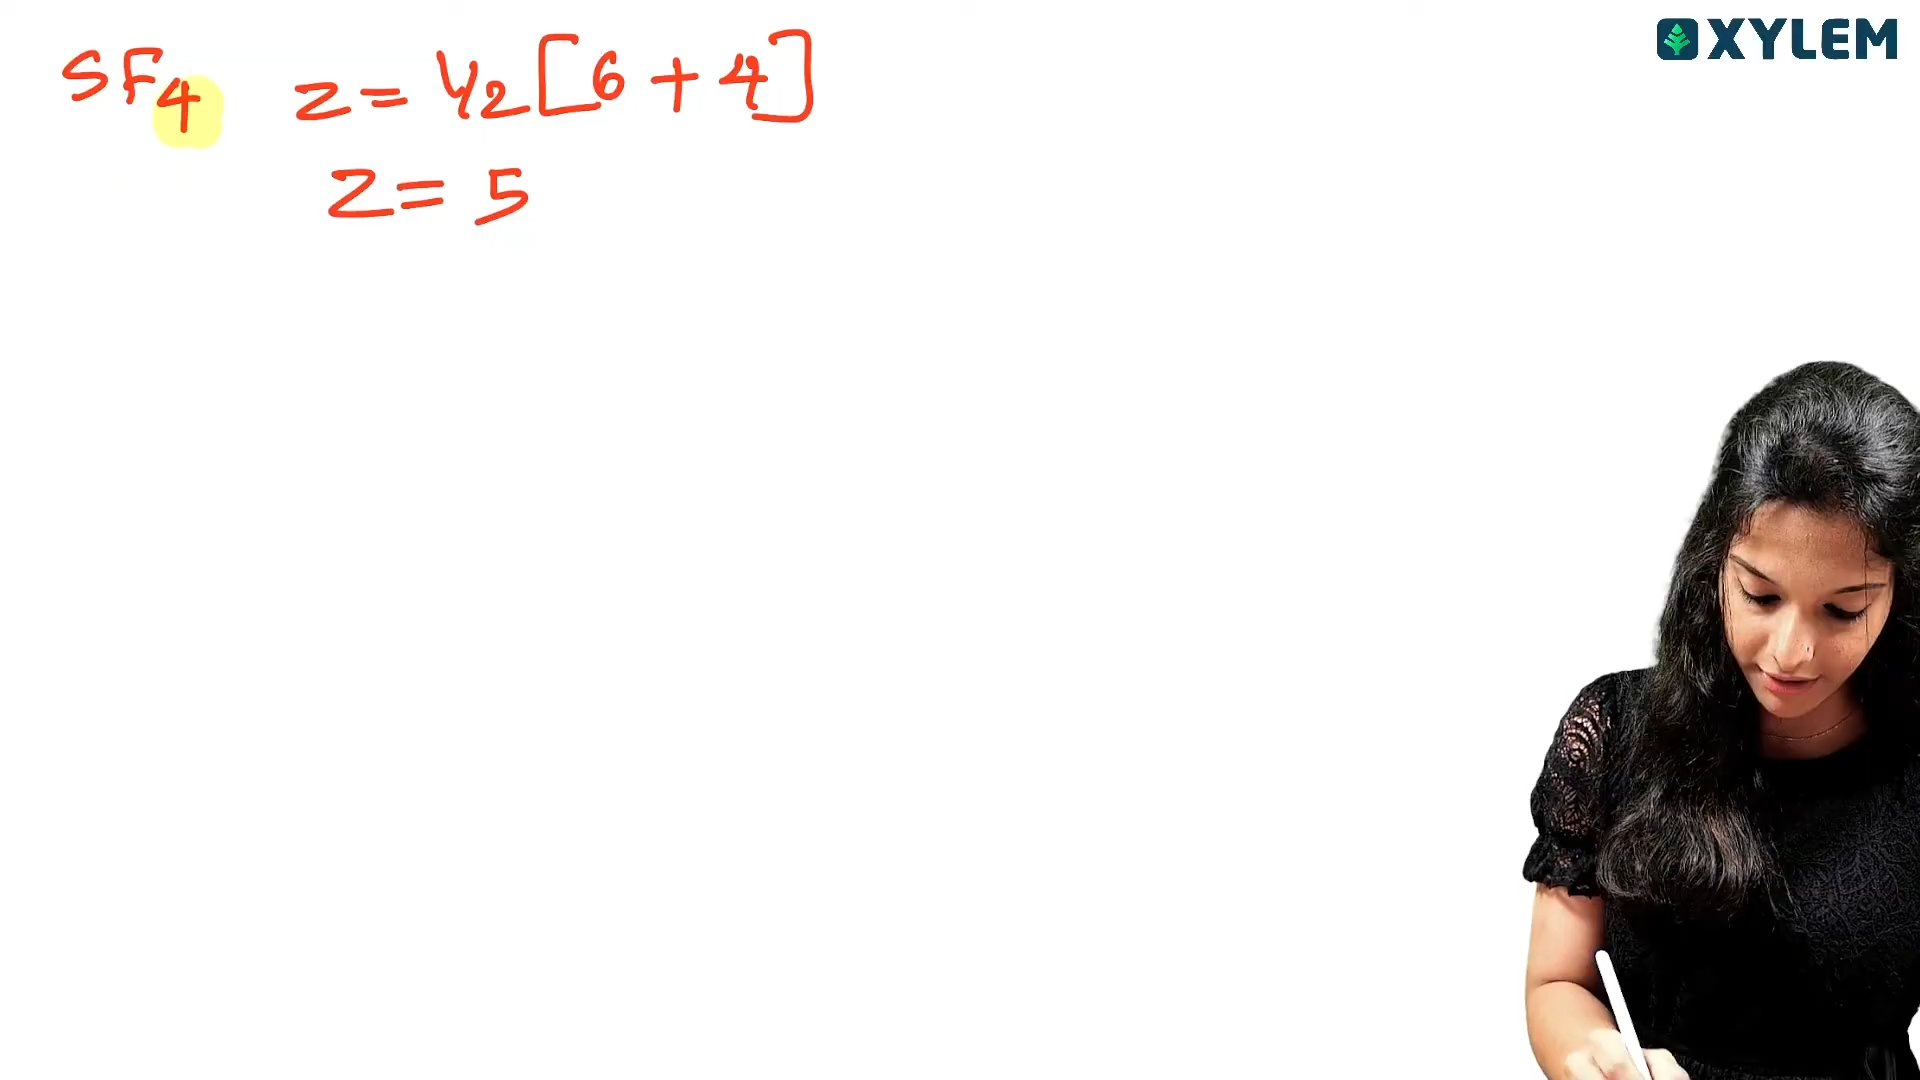 XYLEM
SF₄ z = ½ [6 + 4]
Z = 5